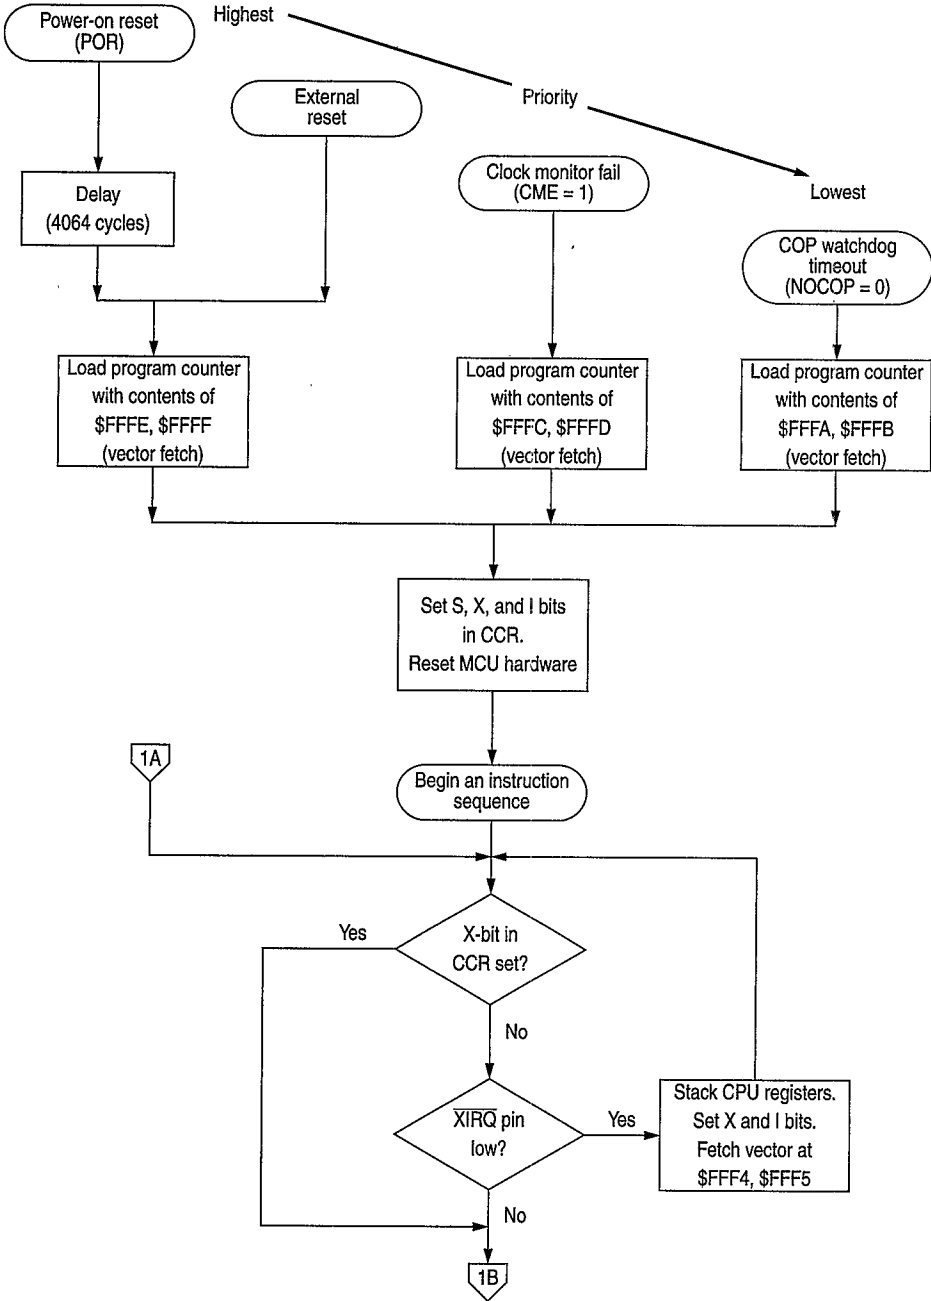 Power-on reset
(POR)
Highest
External
reset
Priority
Clock monitor fail
(CME = 1)
Lowest
Delay
(4064 cycles)
COP watchdog
timeout
(NOCOP = 0)
Load program counter
with contents of
$FFFE, $FFFF
(vector fetch)
Load program counter
with contents of
$FFFC, $FFFD
(vector fetch)
Load program counter
with contents of
$FFFA, $FFFB
(vector fetch)
Set S, X, and I bits
in CCR.
Reset MCU hardware
1A
Begin an instruction
sequence
Yes
X-bit in
CCR set?
No
XIRQ pin
low?
Yes
Stack CPU registers.
Set X and I bits.
Fetch vector at
$FFF4, $FFF5
No
1B